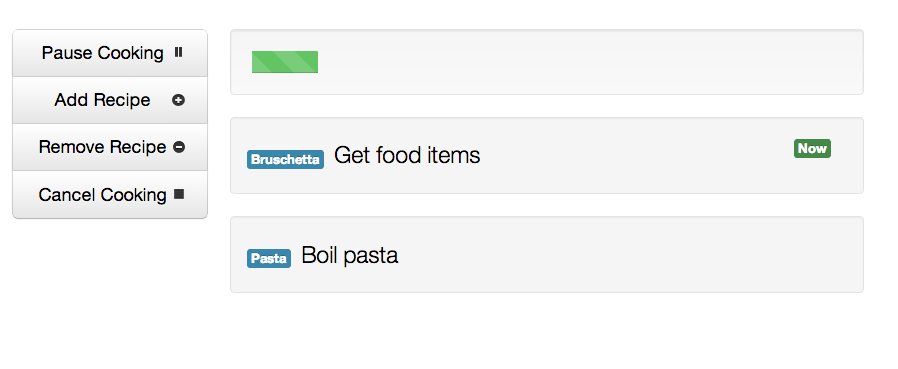 Pause Cooking
Add Recipe
Remove Recipe
Cancel Cooking
Bruschetta Get food items Now
Pasta Boil pasta